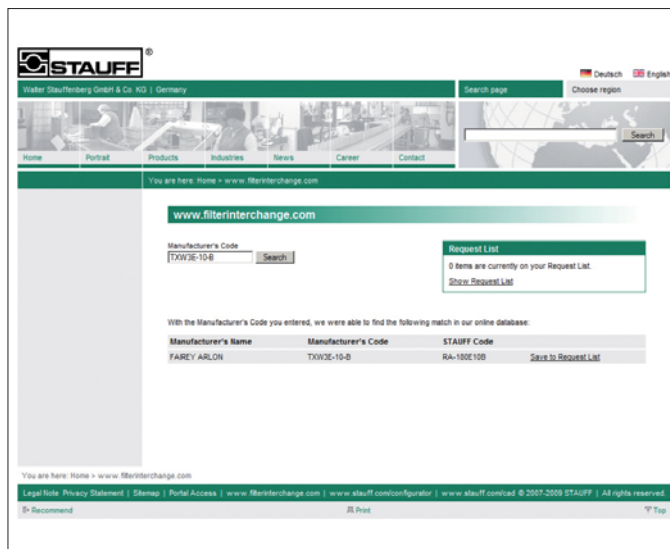 STAUFF®
Deutsch English
Walter Stauffenberg GmbH & Co. KG | Germany
Search page
Choose region
Search
Home Portrait Products Industries News Career Contact
You are here: Home > www.filterinterchange.com
www.filterinterchange.com
Manufacturer's Code
TXW3E-10-B Search
Request List
0 items are currently on your Request List.
Show Request List
With the Manufacturer's Code you entered, we were able to find the following match in our online database:
Manufacturer's Name Manufacturer's Code STAUFF Code
FAIREY ARLON TXW3E-10-B RA-180E10B Save to Request List
You are here: Home > www.filterinterchange.com
Legal Note Privacy Statement | Sitemap | Portal Access | www.filterinterchange.com | www.stauff.com/configurator | www.stauff.com/cad © 2007-2009 STAUFF | All rights reserved.
Recommend Print Top